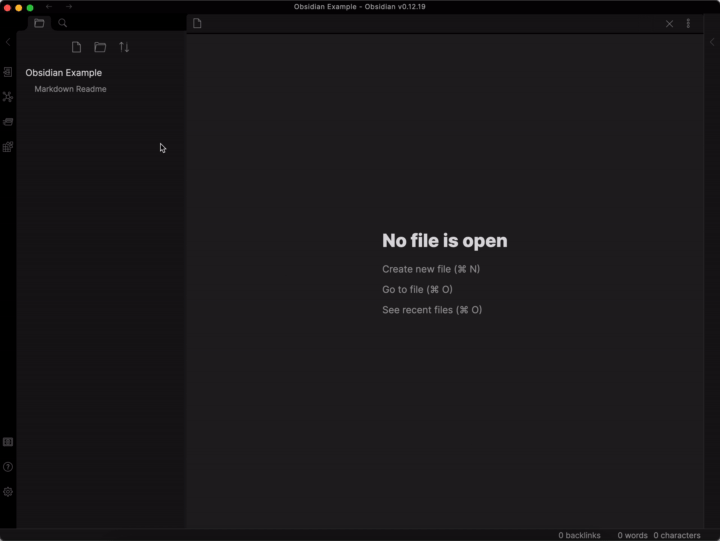 Obsidian Example - Obsidian v0.12.19
Obsidian Example
Markdown Readme
No file is open
Create new file (⌘ N)
Go to file (⌘ O)
See recent files (⌘ O)
0 backlinks 0 words 0 characters